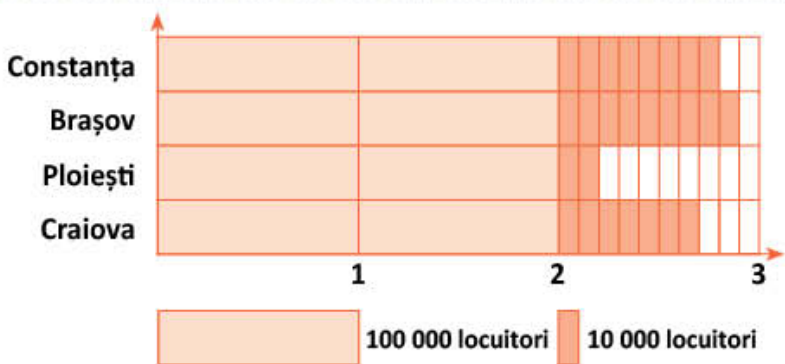 Constanța
Brașov
Ploiești
Craiova
1 2 3
100 000 locuitori 10 000 locuitori